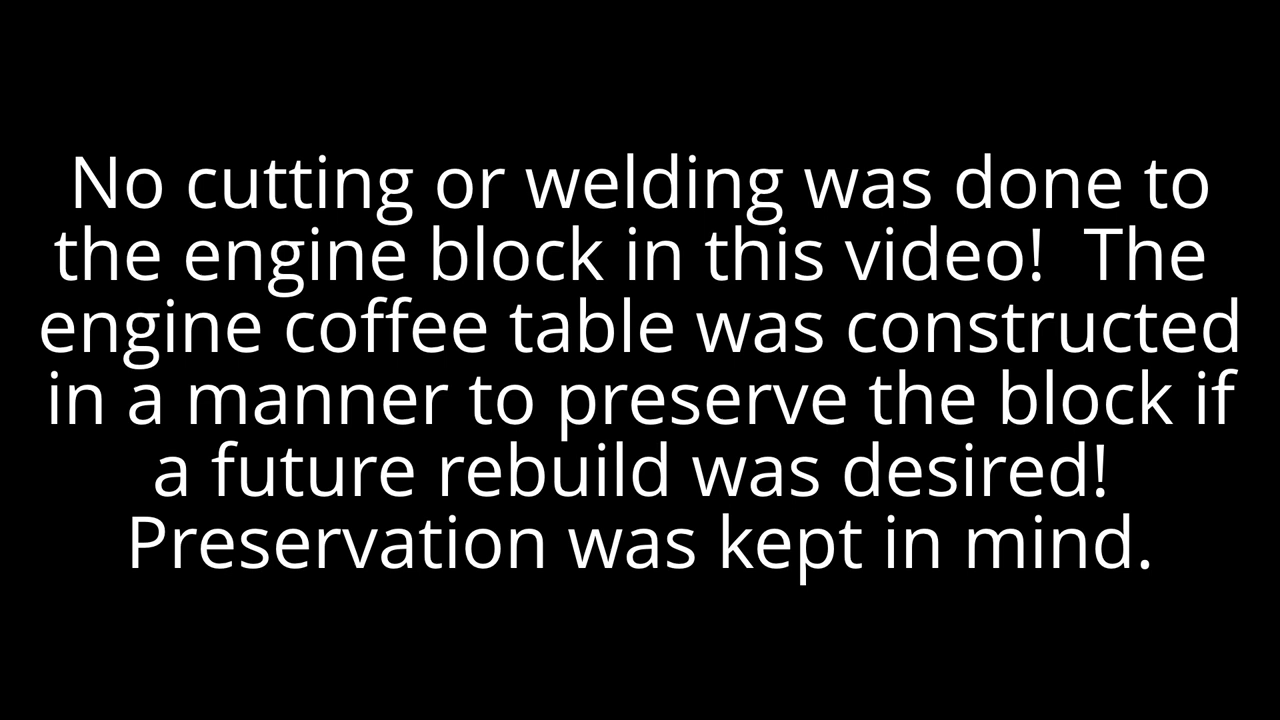 No cutting or welding was done to
the engine block in this video!  The
engine coffee table was constructed
in a manner to preserve the block if
a future rebuild was desired!
Preservation was kept in mind.